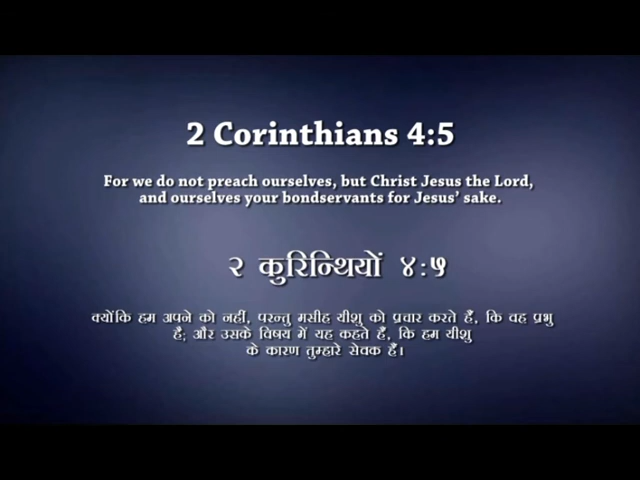 2 Corinthians 4:5
For we do not preach ourselves, but Christ Jesus the Lord,
and ourselves your bondservants for Jesus’ sake.
२ कुरिन्थियों ४:५
क्योंकि हम अपने को नहीं, परन्तु मसीह यीशु को प्रचार करते हैं, कि वह प्रभु
है; और उसके विषय में यह कहते हैं, कि हम यीशु
के कारण तुम्हारे सेवक हैं।